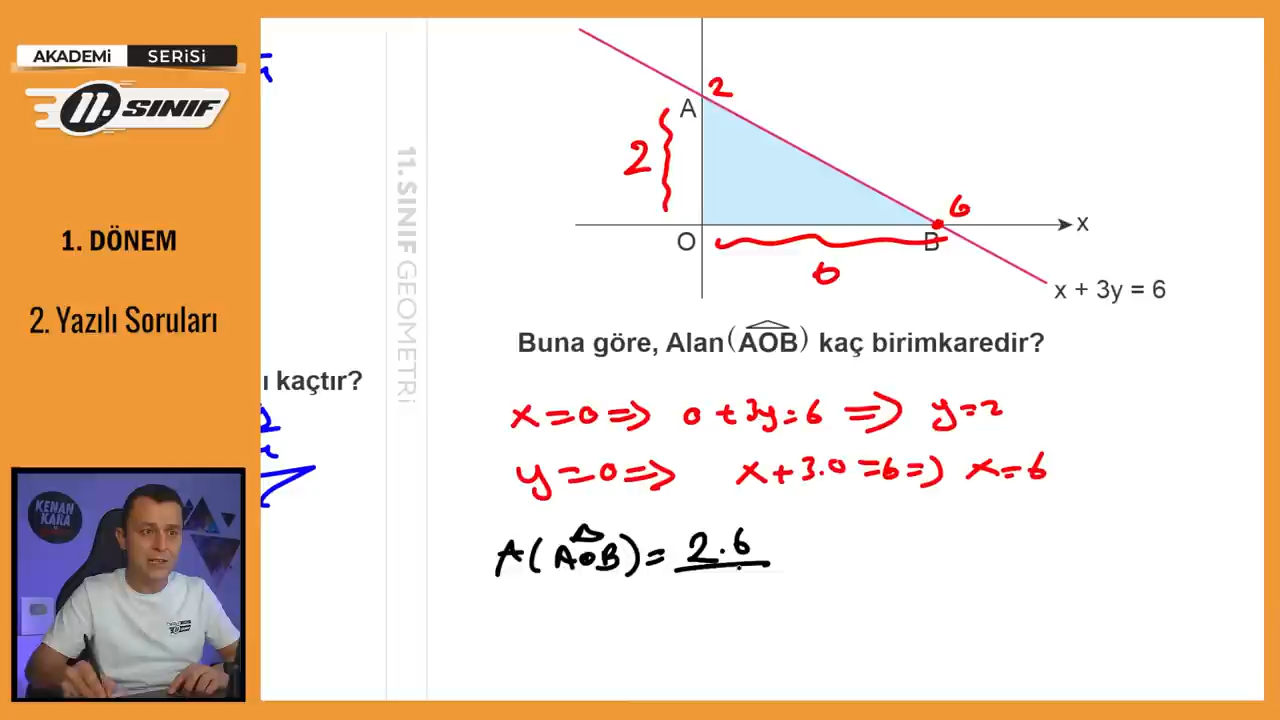 AKADEMİ SERİSİ
11. SINIF
1. DÖNEM
2. Yazılı Soruları
KENAN KARA
ı kaçtır?
11. SINIF GEOMETRİ
A
2
2
6
x
O
B
6
x + 3y = 6
Buna göre, Alan(AOB) kaç birimkaredir?
x=0 => 0+3y=6 => y=2
y=0 => x+3.0=6 => x=6
A(AOB)= 2.6